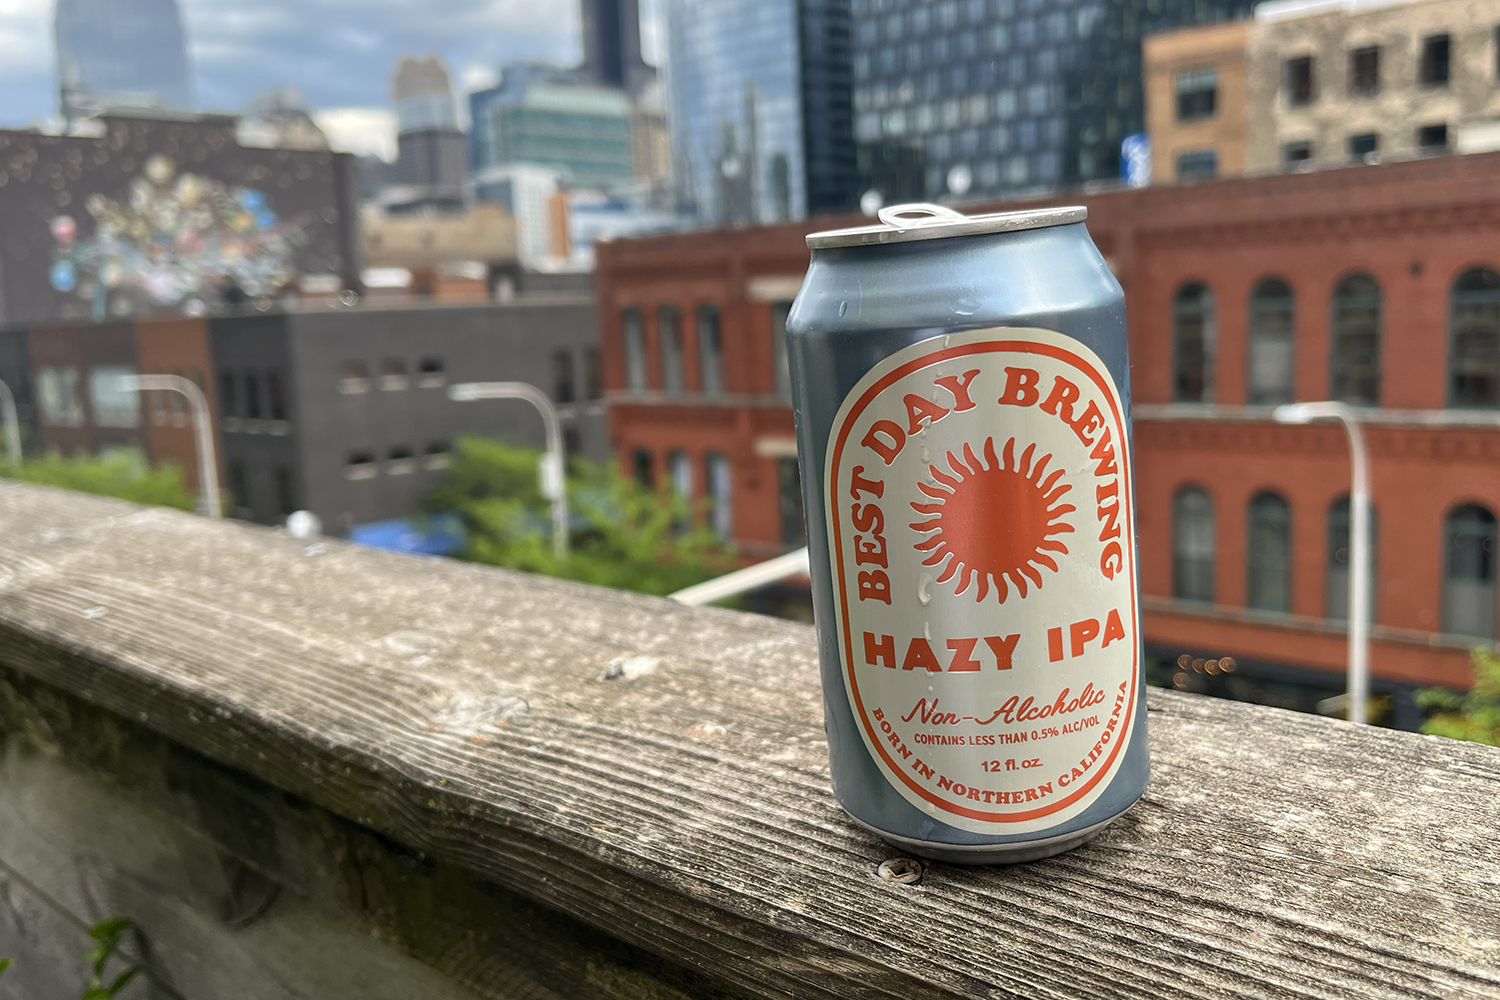 BEST DAY BREWING
HAZY IPA
Non-Alcoholic
CONTAINS LESS THAN 0.5% ALC/VOL
12 fl. oz.
BORN IN NORTHERN CALIFORNIA